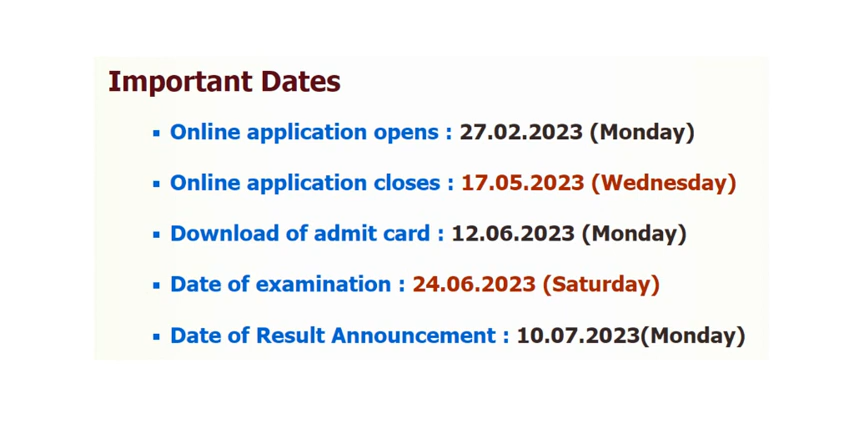 Important Dates
Online application opens : 27.02.2023 (Monday)
Online application closes : 17.05.2023 (Wednesday)
Download of admit card : 12.06.2023 (Monday)
Date of examination : 24.06.2023 (Saturday)
Date of Result Announcement : 10.07.2023(Monday)